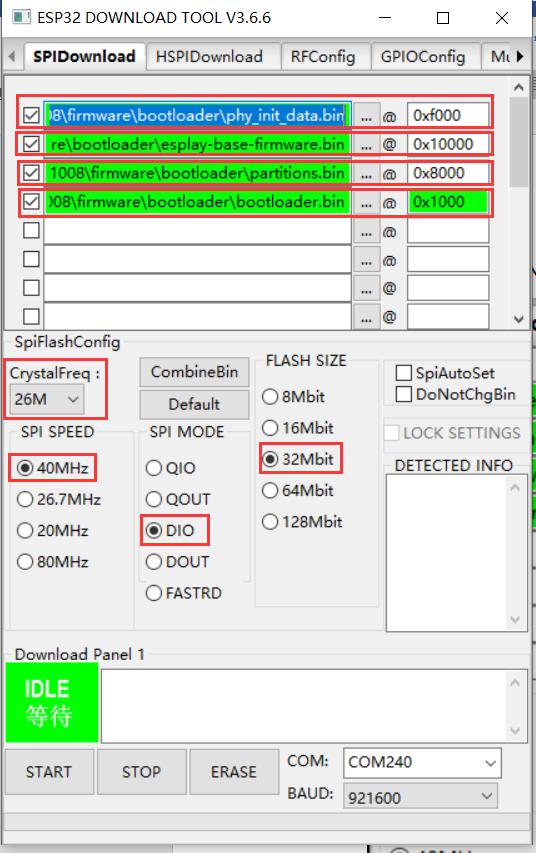 ESP32 DOWNLOAD TOOL V3.6.6
SPIDownload HSPIDownload RFConfig GPIOConfig Mu
08\firmware\bootloader\phy_init_data.bin ... @ 0xf000
re\bootloader\esplay-base-firmware.bin ... @ 0x10000
1008\firmware\bootloader\partitions.bin ... @ 0x8000
008\firmware\bootloader\bootloader.bin ... @ 0x1000
... @
... @
... @
... @
SpiFlashConfig
CrystalFreq :
26M
CombineBin
Default
SPI SPEED
40MHz
26.7MHz
20MHz
80MHz
SPI MODE
QIO
QOUT
DIO
DOUT
FASTRD
FLASH SIZE
8Mbit
16Mbit
32Mbit
64Mbit
128Mbit
SpiAutoSet
DoNotChgBin
LOCK SETTINGS
DETECTED INFO
Download Panel 1
IDLE
等待
START STOP ERASE
COM: COM240
BAUD: 921600